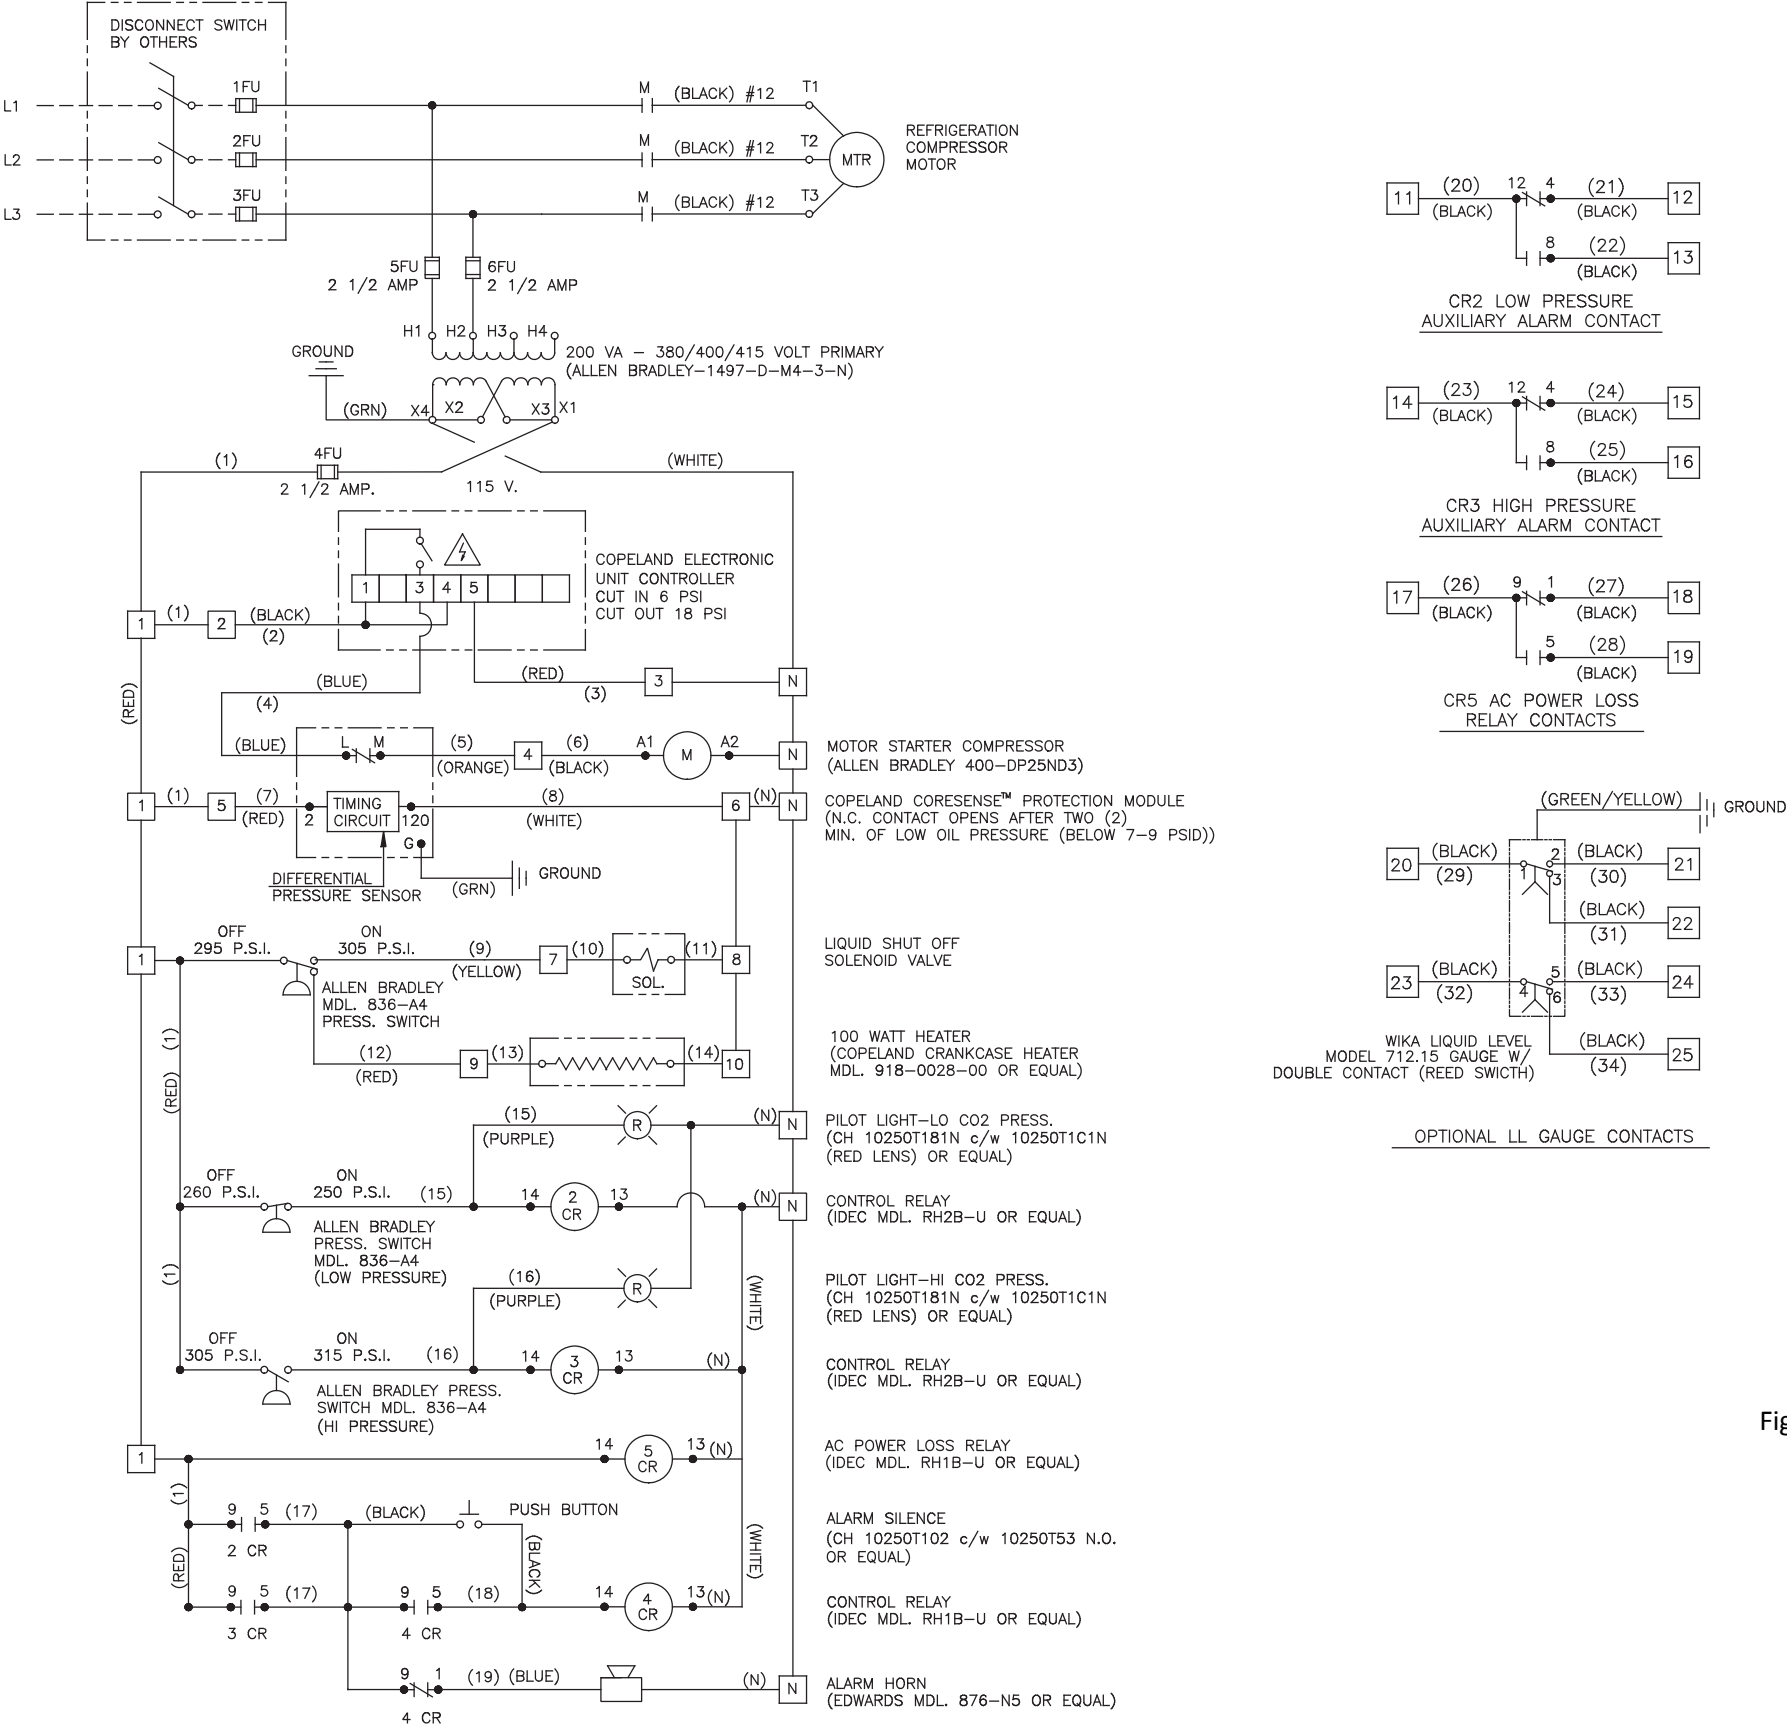 DISCONNECT SWITCH
BY OTHERS
L1
1FU
M
(BLACK) #12
T1
L2
2FU
M
(BLACK) #12
T2
MTR
REFRIGERATION
COMPRESSOR
MOTOR
L3
3FU
M
(BLACK) #12
T3
5FU
2 1/2 AMP
6FU
2 1/2 AMP
H1
H2
H3
H4
GROUND
200 VA – 380/400/415 VOLT PRIMARY
(ALLEN BRADLEY–1497–D–M4–3–N)
(GRN)
X4
X2
X3
X1
(1)
4FU
2 1/2 AMP.
115 V.
(WHITE)
1
3
4
5
COPELAND ELECTRONIC
UNIT CONTROLLER
CUT IN 6 PSI
CUT OUT 18 PSI
1
(1)
2
(BLACK)
(2)
(RED)
(BLUE)
(4)
(RED)
(3)
3
N
(BLUE)
L
M
(5)
(ORANGE)
4
(6)
(BLACK)
A1
M
A2
N
MOTOR STARTER COMPRESSOR
(ALLEN BRADLEY 400–DP25ND3)
1
(1)
5
(7)
(RED)
2
TIMING
CIRCUIT
120
(8)
(WHITE)
6
(N)
N
COPELAND CORESENSE™ PROTECTION MODULE
(N.C. CONTACT OPENS AFTER TWO (2)
MIN. OF LOW OIL PRESSURE (BELOW 7–9 PSID))
G
(GRN)
GROUND
DIFFERENTIAL
PRESSURE SENSOR
1
OFF
295 P.S.I.
ON
305 P.S.I.
(9)
(YELLOW)
7
(10)
SOL.
(11)
8
LIQUID SHUT OFF
SOLENOID VALVE
ALLEN BRADLEY
MDL. 836–A4
PRESS. SWITCH
(1)
(RED)
(12)
(RED)
9
(13)
(14)
10
100 WATT HEATER
(COPELAND CRANKCASE HEATER
MDL. 918–0028–00 OR EQUAL)
(15)
(PURPLE)
R
(N)
N
PILOT LIGHT–LO CO2 PRESS.
(CH 10250T181N c/w 10250T1C1N
(RED LENS) OR EQUAL)
OFF
260 P.S.I.
ON
250 P.S.I.
(15)
14
2
CR
13
(N)
N
CONTROL RELAY
(IDEC MDL. RH2B–U OR EQUAL)
ALLEN BRADLEY
PRESS. SWITCH
MDL. 836–A4
(LOW PRESSURE)
(1)
(16)
(PURPLE)
R
(WHITE)
PILOT LIGHT–HI CO2 PRESS.
(CH 10250T181N c/w 10250T1C1N
(RED LENS) OR EQUAL)
OFF
305 P.S.I.
ON
315 P.S.I.
(16)
14
3
CR
13
(N)
CONTROL RELAY
(IDEC MDL. RH2B–U OR EQUAL)
ALLEN BRADLEY PRESS.
SWITCH MDL. 836–A4
(HI PRESSURE)
1
14
5
CR
13
(N)
AC POWER LOSS RELAY
(IDEC MDL. RH1B–U OR EQUAL)
(1)
(RED)
9
5
(17)
2 CR
(BLACK)
PUSH BUTTON
(BLACK)
(WHITE)
ALARM SILENCE
(CH 10250T102 c/w 10250T53 N.O.
OR EQUAL)
9
5
(17)
3 CR
9
5
(18)
4 CR
14
4
CR
13
(N)
CONTROL RELAY
(IDEC MDL. RH1B–U OR EQUAL)
9
1
(19)
(BLUE)
4 CR
(N)
N
ALARM HORN
(EDWARDS MDL. 876–N5 OR EQUAL)
11
(20)
(BLACK)
12
4
(21)
(BLACK)
12
8
(22)
(BLACK)
13
CR2 LOW PRESSURE
AUXILIARY ALARM CONTACT
14
(23)
(BLACK)
12
4
(24)
(BLACK)
15
8
(25)
(BLACK)
16
CR3 HIGH PRESSURE
AUXILIARY ALARM CONTACT
17
(26)
(BLACK)
9
1
(27)
(BLACK)
18
5
(28)
(BLACK)
19
CR5 AC POWER LOSS
RELAY CONTACTS
(GREEN/YELLOW)
GROUND
20
(BLACK)
(29)
1
2
3
(BLACK)
(30)
21
(BLACK)
(31)
22
23
(BLACK)
(32)
4
5
6
(BLACK)
(33)
24
(BLACK)
(34)
25
WIKA LIQUID LEVEL
MODEL 712.15 GAUGE W/
DOUBLE CONTACT (REED SWICTH)
OPTIONAL LL GAUGE CONTACTS